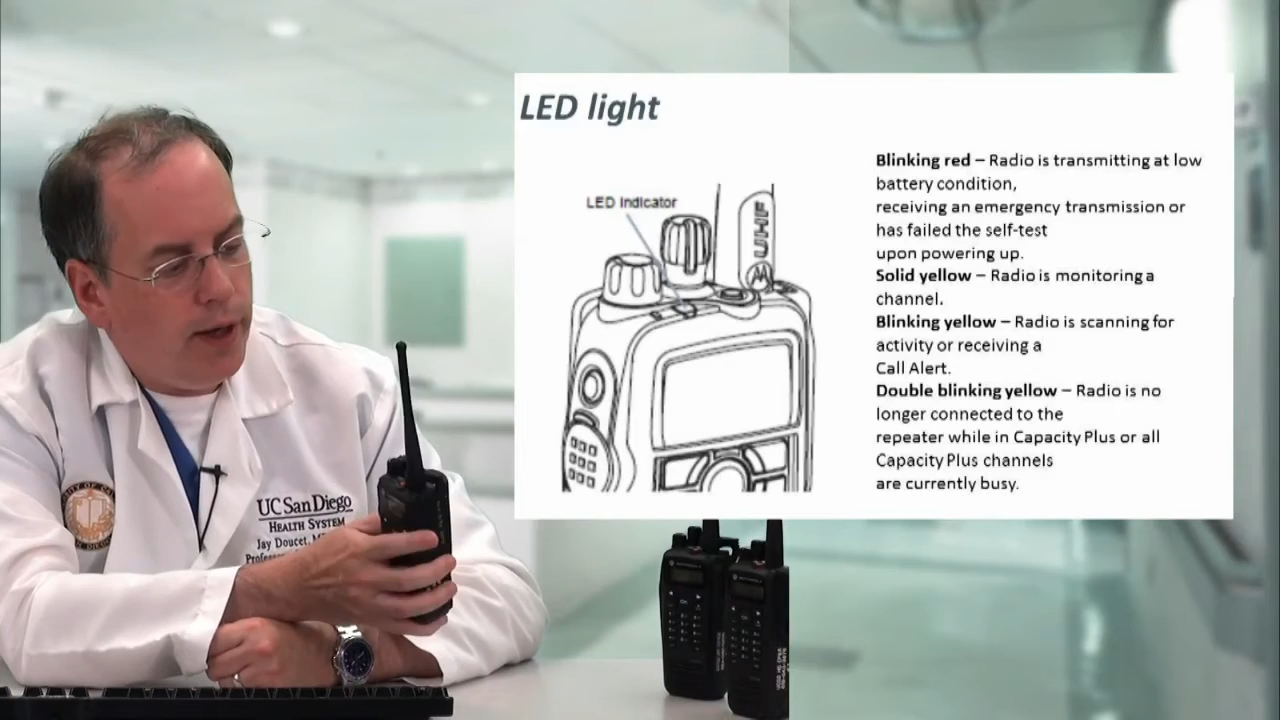 LED light
LED Indicator
UHF
Blinking red – Radio is transmitting at low
battery condition,
receiving an emergency transmission or
has failed the self-test
upon powering up.
Solid yellow – Radio is monitoring a
channel.
Blinking yellow – Radio is scanning for
activity or receiving a
Call Alert.
Double blinking yellow – Radio is no
longer connected to the
repeater while in Capacity Plus or all
Capacity Plus channels
are currently busy.
UC San Diego
HEALTH SYSTEM
Jay Doucet,